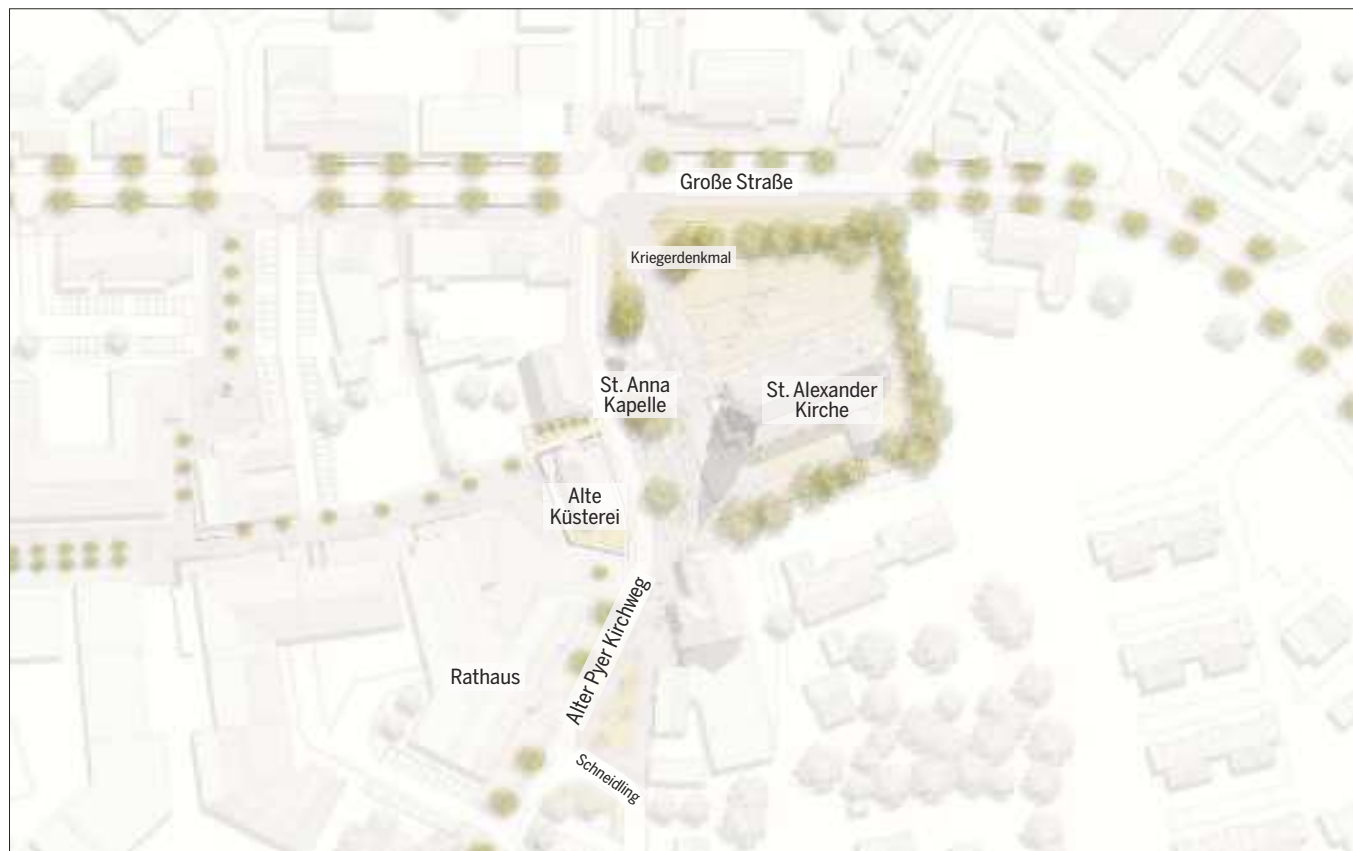 Große Straße
Kriegerdenkmal
St. Anna
Kapelle
St. Alexander
Kirche
Alte
Küsterei
Alter Pyer Kirchweg
Rathaus
Schneidling